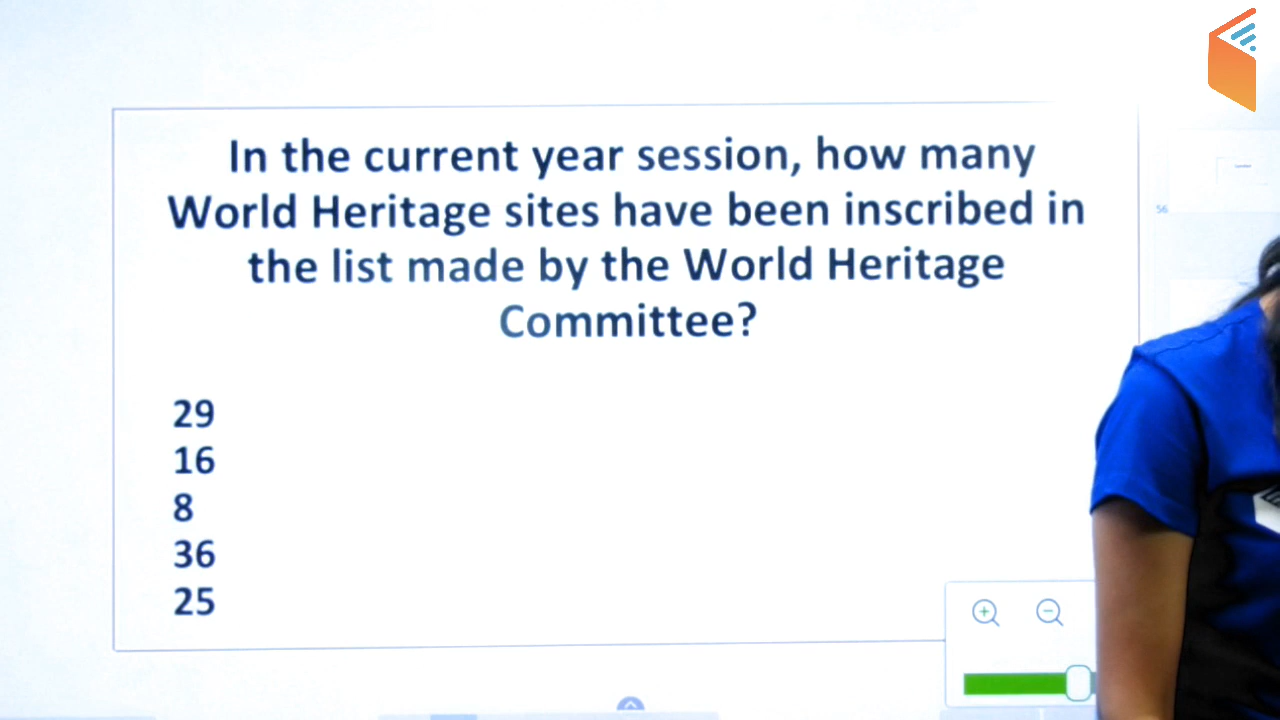 In the current year session, how many
World Heritage sites have been inscribed in
the list made by the World Heritage
Committee?
29
16
8
36
25
56